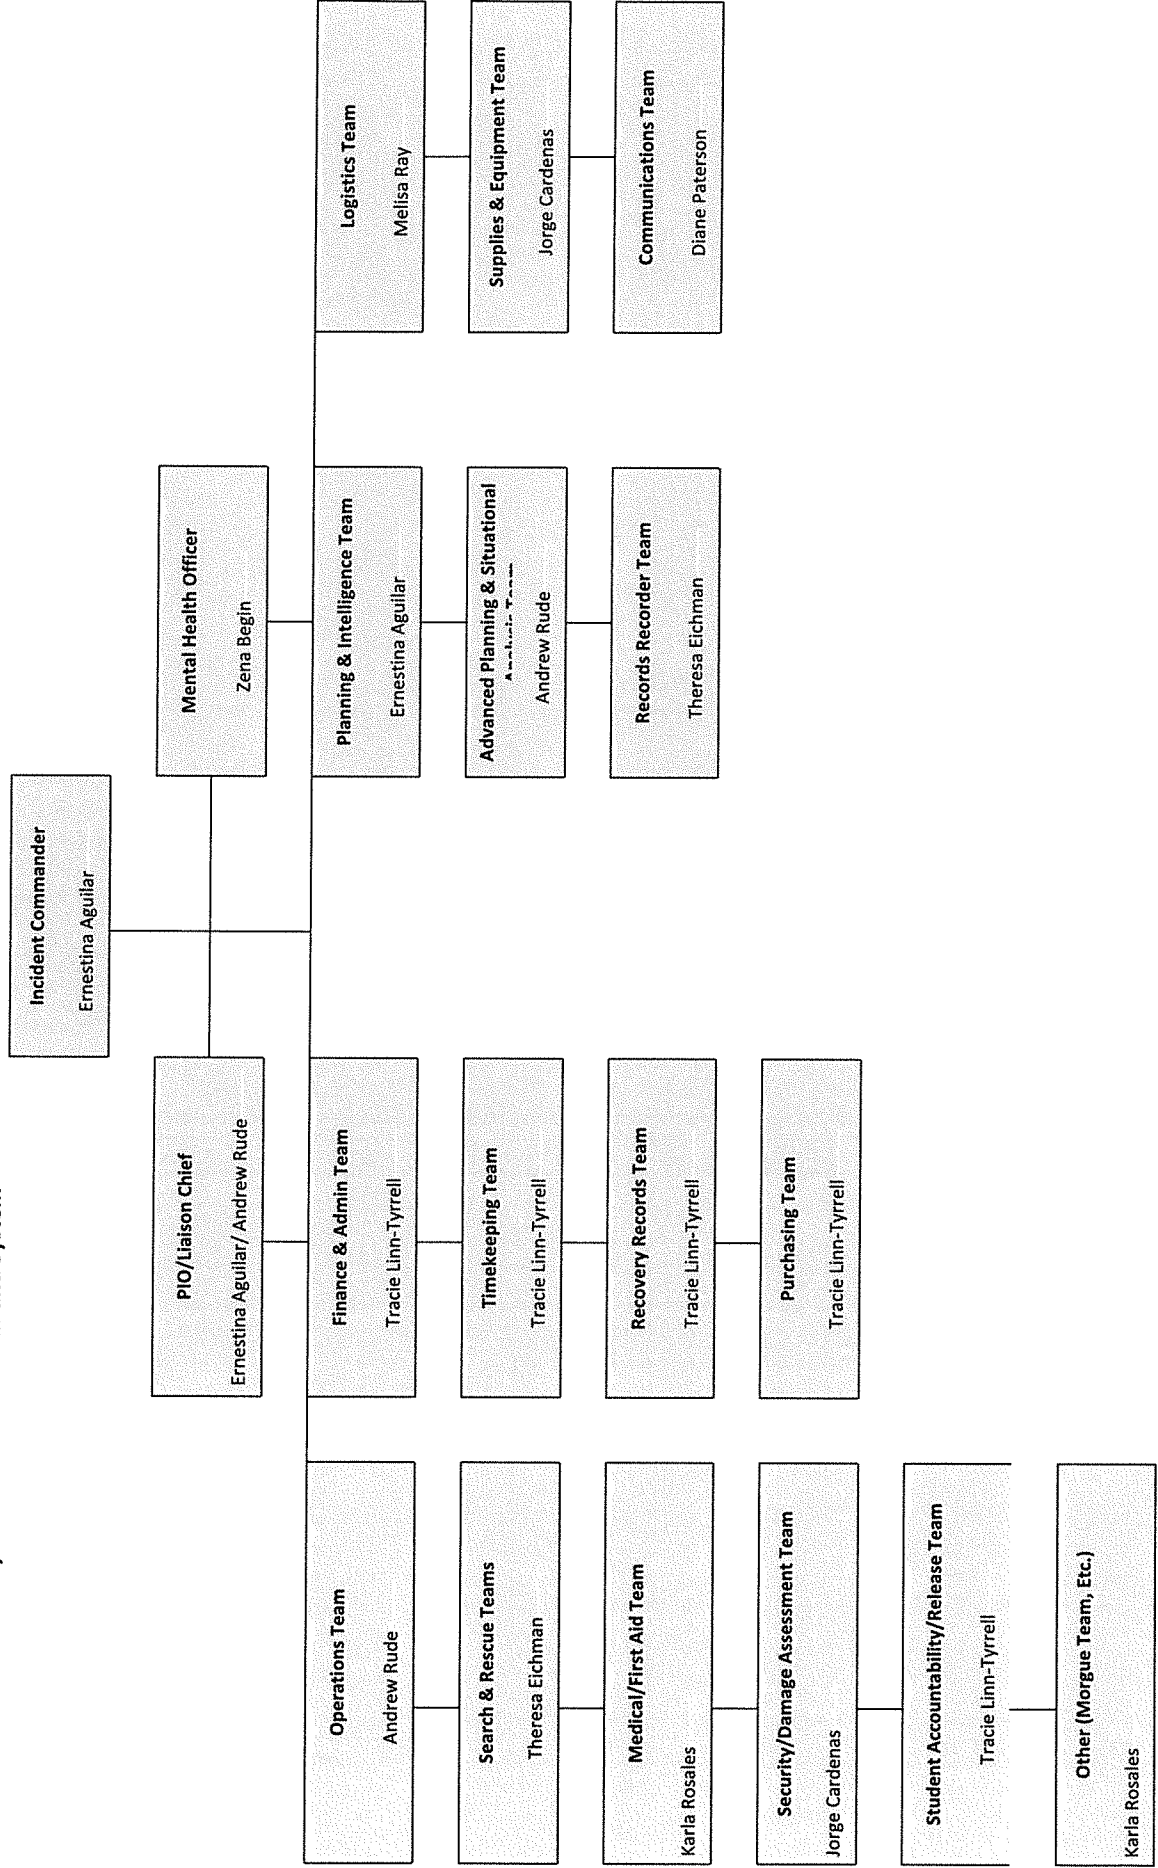 Incident Commander
Ernestina Aguilar
PIO/Liaison Chief
Ernestina Aguilar/ Andrew Rude
Mental Health Officer
Zena Begin
Operations Team
Andrew Rude
Search & Rescue Teams
Theresa Eichman
Medical/First Aid Team
Karla Rosales
Security/Damage Assessment Team
Jorge Cardenas
Student Accountability/Release Team
Tracie Linn-Tyrrell
Other (Morgue Team, Etc.)
Karla Rosales
Finance & Admin Team
Tracie Linn-Tyrrell
Timekeeping Team
Tracie Linn-Tyrrell
Recovery Records Team
Tracie Linn-Tyrrell
Purchasing Team
Tracie Linn-Tyrrell
Planning & Intelligence Team
Ernestina Aguilar
Advanced Planning & Situational
Andrew Rude
Records Recorder Team
Theresa Eichman
Logistics Team
Melisa Ray
Supplies & Equipment Team
Jorge Cardenas
Communications Team
Diane Paterson